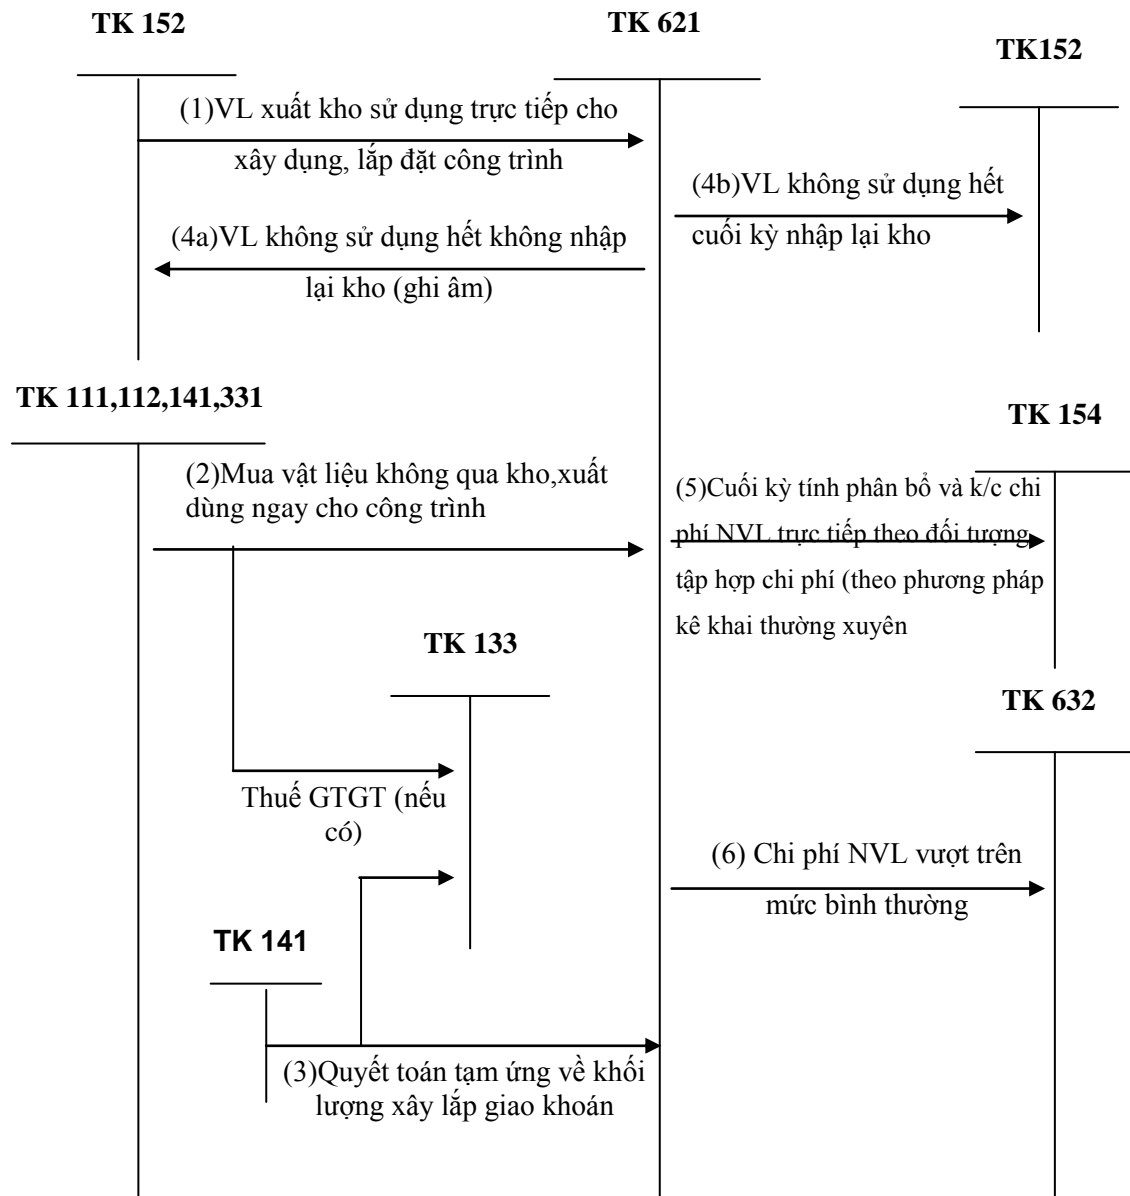 TK 152
TK 621
TK152
(1)VL xuất kho sử dụng trực tiếp cho
xây dụng, lắp đặt công trình
(4b)VL không sử dụng hết
cuối kỳ nhập lại kho
(4a)VL không sử dụng hết không nhập
lại kho (ghi âm)
TK 111,112,141,331
TK 154
(2)Mua vật liệu không qua kho,xuất
dùng ngay cho công trình
(5)Cuối kỳ tính phân bổ và k/c chi
phí NVL trực tiếp theo đối tượng
tập hợp chi phí (theo phương pháp
kê khai thường xuyên
TK 133
TK 632
Thuế GTGT (nếu
có)
(6) Chi phí NVL vượt trên
mức bình thường
TK 141
(3)Quyết toán tạm ứng về khối
lượng xây lắp giao khoán